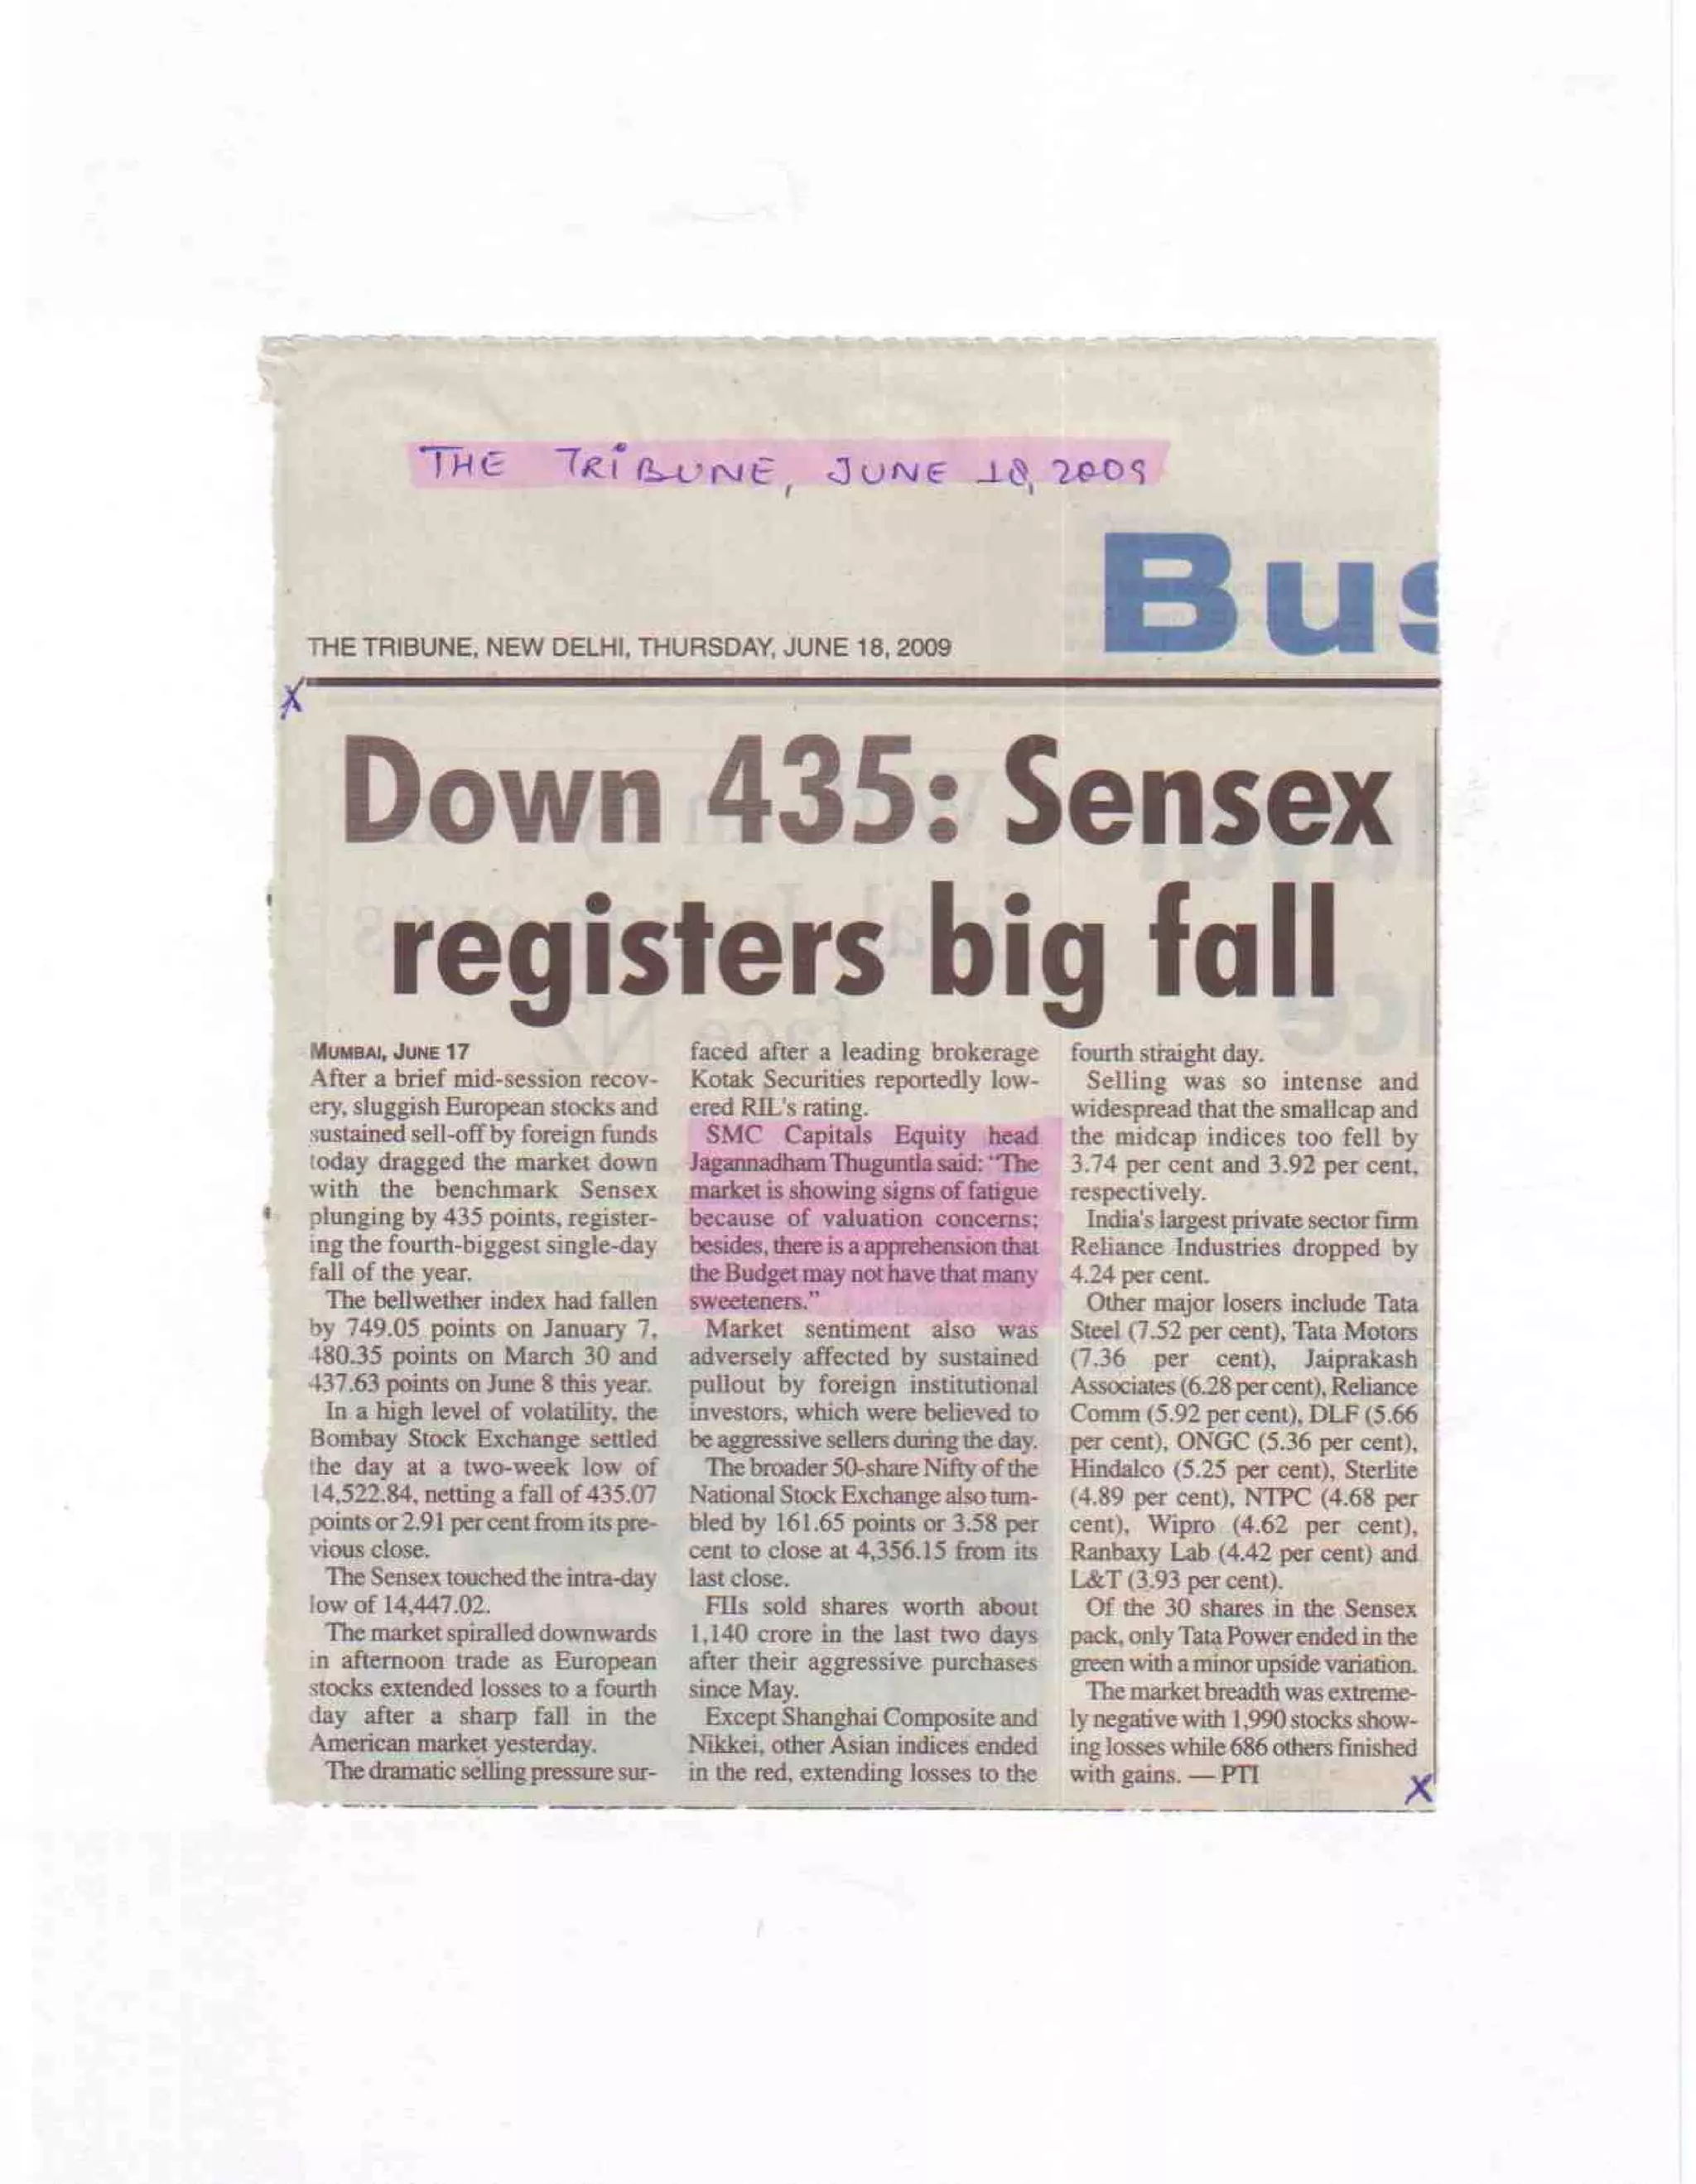 THE TRIBUNE, JUNE 18, 2009
Bus
THE TRIBUNE, NEW DELHI, THURSDAY, JUNE 18, 2009
X
Down 435: Sensex
registers big fall
MUMBAI, JUNE 17
After a brief mid-session recov-
ery, sluggish European stocks and
sustained sell-off by foreign funds
today dragged the market down
with the benchmark Sensex
plunging by 435 points, register-
ing the fourth-biggest single-day
fall of the year.
The bellwether index had fallen
by 749.05 points on January 7,
480.35 points on March 30 and
437.63 points on June 8 this year.
In a high level of volatility, the
Bombay Stock Exchange settled
the day at a two-week low of
14,522.84, netting a fall of 435.07
points or 2.91 per cent from its pre-
vious close.
The Sensex touched the intra-day
low of 14,447.02.
The market spiralled downwards
in afternoon trade as European
stocks extended losses to a fourth
day after a sharp fall in the
American market yesterday.
The dramatic selling pressure sur-
faced after a leading brokerage
Kotak Securities reportedly low-
ered RIL's rating.
SMC Capitals Equity head
Jagannadham Thuguntla said: "The
market is showing signs of fatigue
because of valuation concerns;
besides, there is a apprehension that
the Budget may not have that many
sweeteners."
Market sentiment also was
adversely affected by sustained
pullout by foreign institutional
investors, which were believed to
be aggressive sellers during the day.
The broader 50-share Nifty of the
National Stock Exchange also tum-
bled by 161.65 points or 3.58 per
cent to close at 4,356.15 from its
last close.
FIIs sold shares worth about
1,140 crore in the last two days
after their aggressive purchases
since May.
Except Shanghai Composite and
Nikkei, other Asian indices ended
in the red, extending losses to the
fourth straight day.
Selling was so intense and
widespread that the smallcap and
the midcap indices too fell by
3.74 per cent and 3.92 per cent,
respectively.
India's largest private sector firm
Reliance Industries dropped by
4.24 per cent.
Other major losers include Tata
Steel (7.52 per cent), Tata Motors
(7.36 per cent), Jaiprakash
Associates (6.28 per cent), Reliance
Comm (5.92 per cent), DLF (5.66
per cent), ONGC (5.36 per cent),
Hindalco (5.25 per cent), Sterlite
(4.89 per cent), NTPC (4.68 per
cent), Wipro (4.62 per cent),
Ranbaxy Lab (4.42 per cent) and
L&T (3.93 per cent).
Of the 30 shares in the Sensex
pack, only Tata Power ended in the
green with a minor upside variation.
The market breadth was extreme-
ly negative with 1,990 stocks show-
ing losses while 686 others finished
with gains. — PTI
X